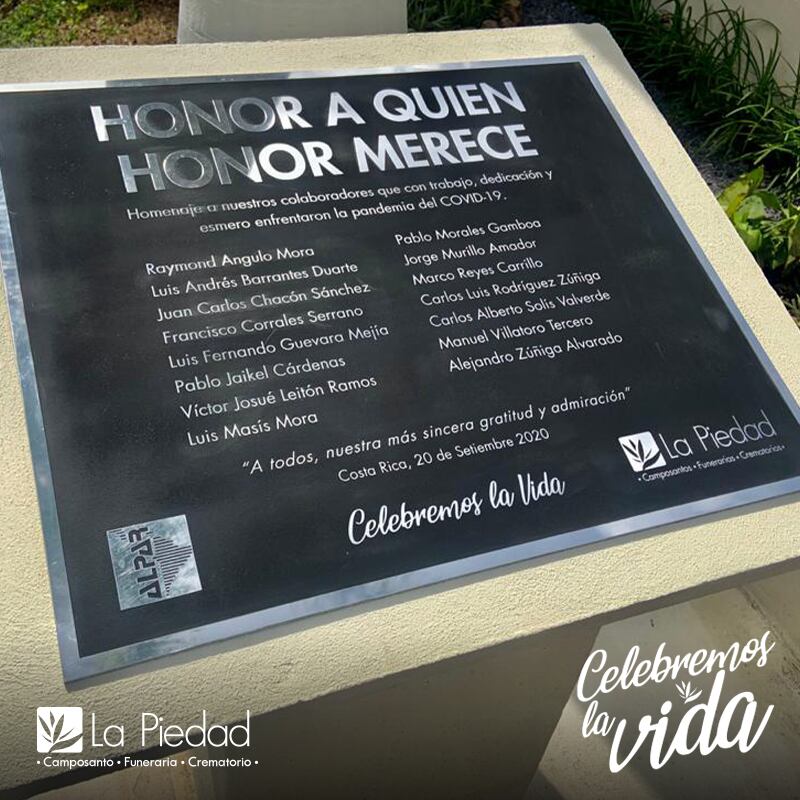 HONOR A QUIEN
HONOR MERECE
Homenaje a nuestros colaboradores que con trabajo, dedicación y
esmero enfrentaron la pandemia del COVID-19.
Raymond Angulo Mora
Luis Andrés Barrantes Duarte
Juan Carlos Chacón Sánchez
Francisco Corrales Serrano
Luis Fernando Guevara Mejía
Pablo Jaikel Cárdenas
Víctor Josué Leitón Ramos
Luis Masís Mora
Pablo Morales Gamboa
Jorge Murillo Amador
Marco Reyes Carrillo
Carlos Luis Rodríguez Zúñiga
Carlos Alberto Solís Valverde
Manuel Villatoro Tercero
Alejandro Zúñiga Alvarado
"A todos, nuestra más sincera gratitud y admiración"
Costa Rica, 20 de Setiembre 2020
La Piedad
• Camposantos • Funerarias • Crematorios •
Celebremos la Vida
ALPAR
Celebremos
la vida
La Piedad
• Camposanto • Funeraria • Crematorio •